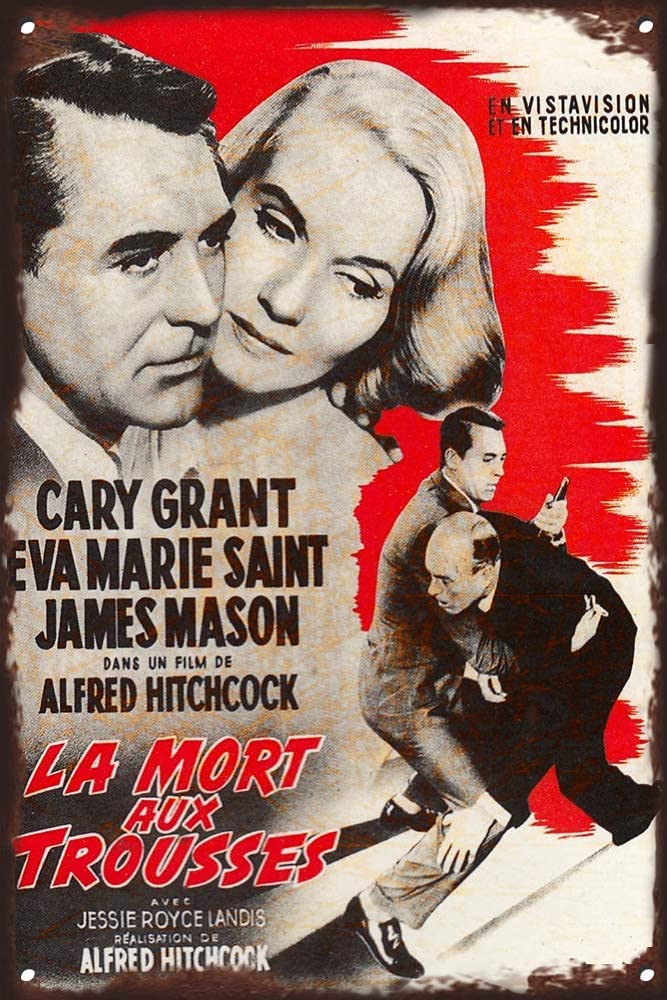 EN VISTAVISION
ET EN TECHNICOLOR
CARY GRANT
EVA MARIE SAINT
JAMES MASON
DANS UN FILM DE
ALFRED HITCHCOCK
LA MORT
AUX
TROUSSES
AVEC
JESSIE ROYCE LANDIS
RÉALISATION DE
ALFRED HITCHCOCK